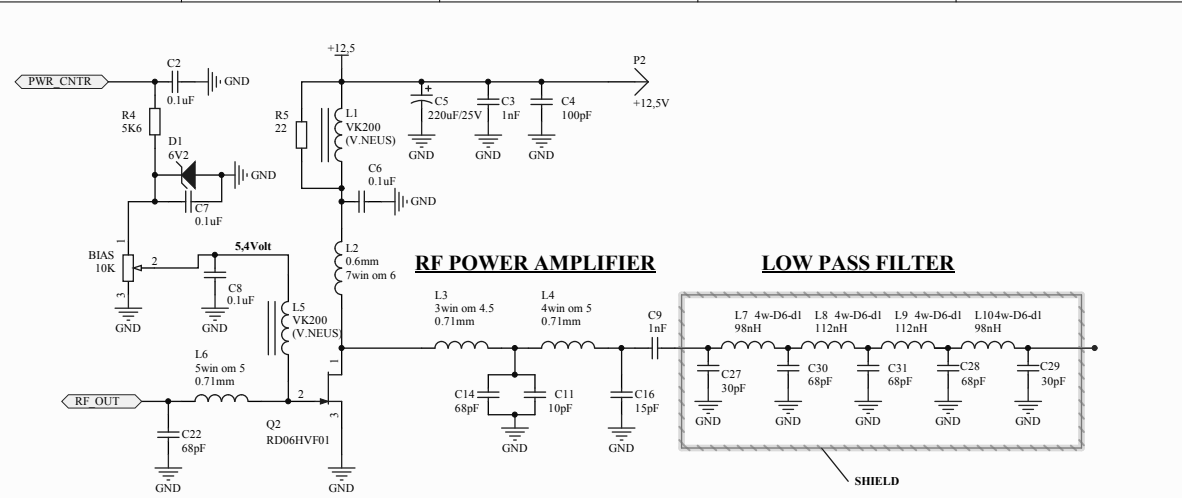 +12,5
C2
PWR_CNTR
GND
0.1uF
R4
5K6
D1
6V2
GND
C7
0.1uF
1
BIAS
10K
2
3
GND
5,4Volt
C8
0.1uF
GND
L5
VK200
(V.NEUS)
R5
22
L1
VK200
(V.NEUS)
C6
0.1uF
GND
+
C5
220uF/25V
GND
C3
1nF
GND
C4
100pF
GND
P2
+12,5V
L2
0.6mm
7win om 6
RF POWER AMPLIFIER
LOW PASS FILTER
L3
3win om 4.5
0.71mm
L4
4win om 5
0.71mm
C9
1nF
L7 4w-D6-d1
98nH
L8 4w-D6-d1
112nH
L9 4w-D6-d1
112nH
L104w-D6-d1
98nH
L6
5win om 5
0.71mm
RF_OUT
C22
68pF
GND
1
2
3
Q2
RD06HVF01
GND
C14
68pF
C11
10pF
GND
C16
15pF
GND
C27
30pF
GND
C30
68pF
GND
C31
68pF
GND
C28
68pF
GND
C29
30pF
GND
SHIELD